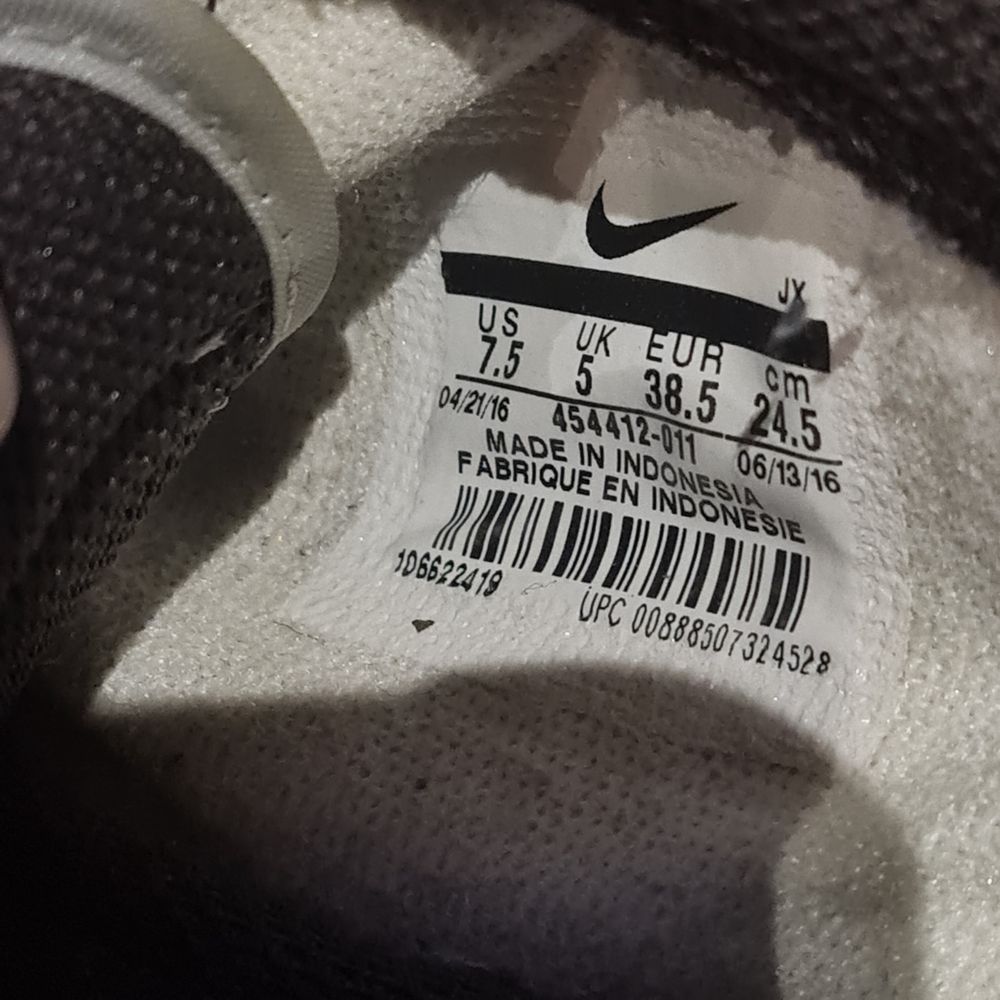 JX
US UK EUR cm
7.5 5 38.5 24.5
04/21/16 454412-011 06/13/16
MADE IN INDONESIA
FABRIQUE EN INDONESIE
106622419
UPC 00888507324528